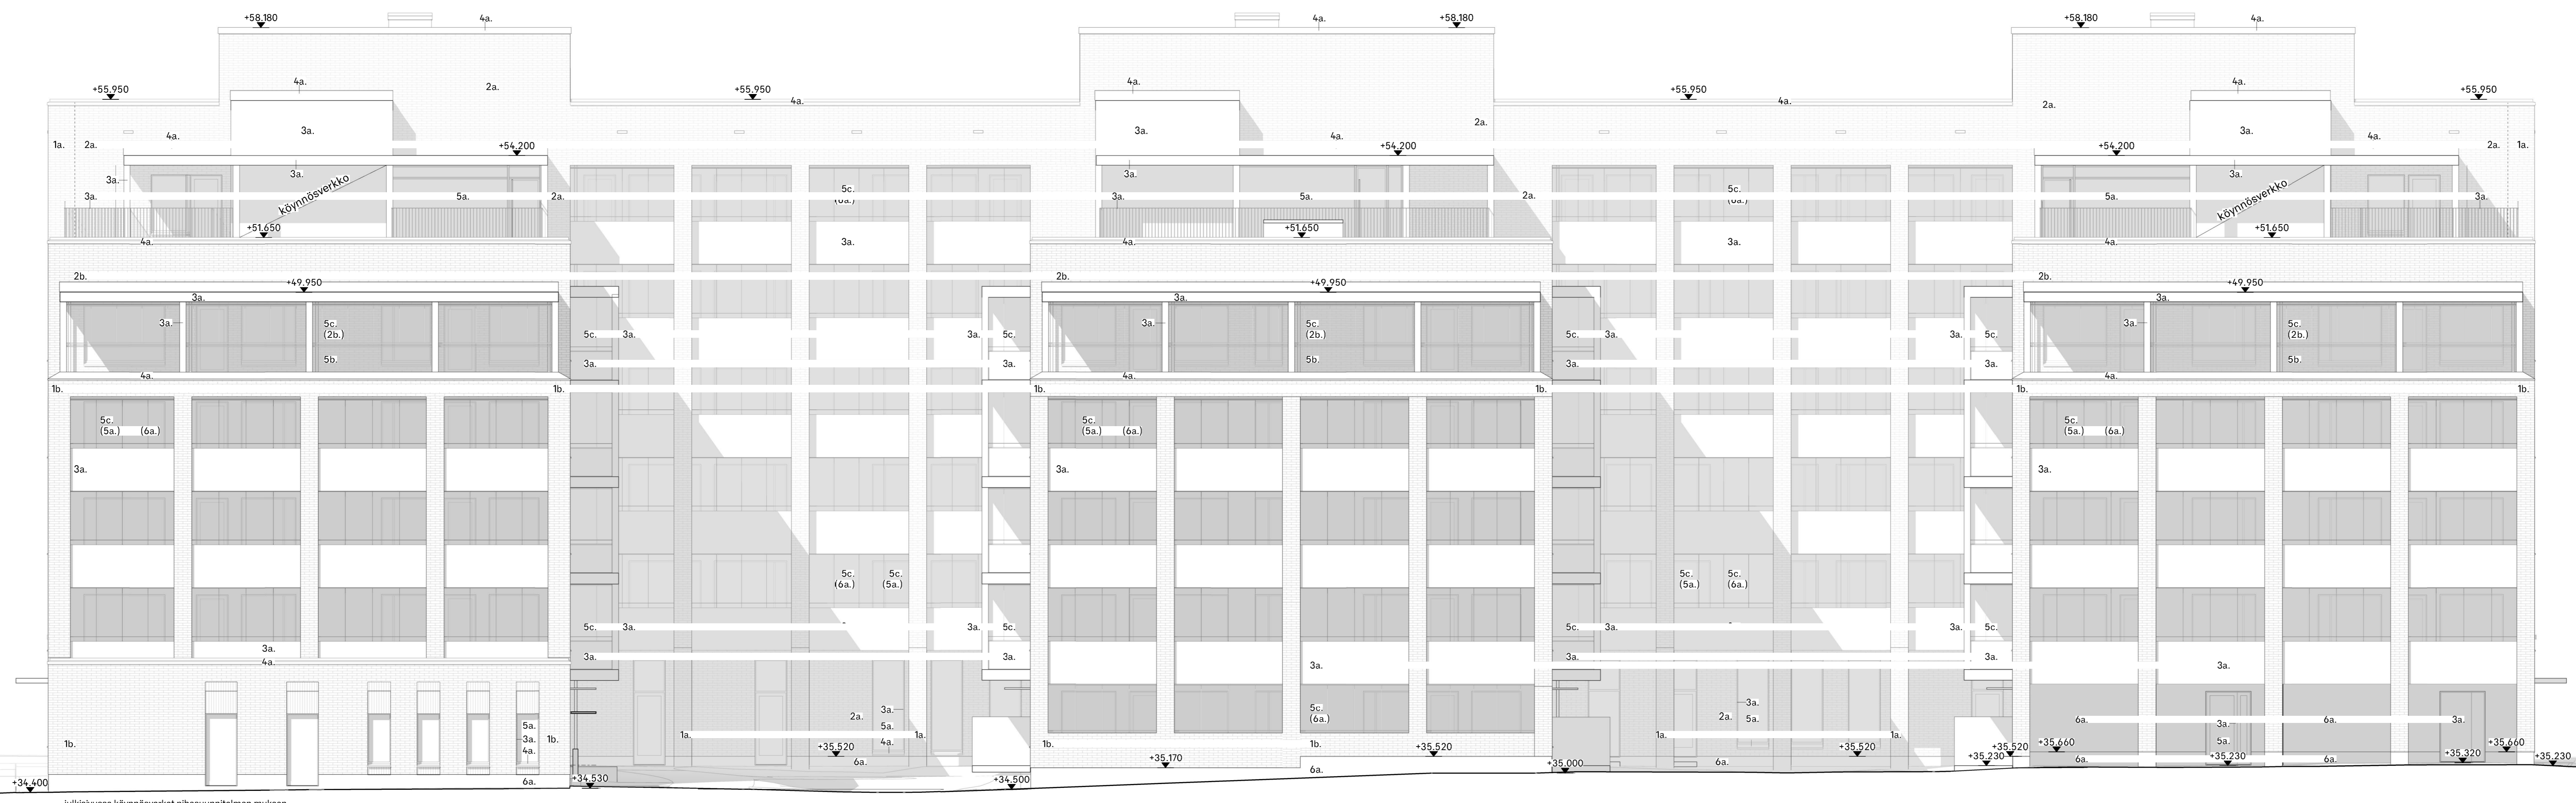 +58.180 4a. 4a. +58.180 +58.180 4a.
4a. 2a. 4a. 4a.
+55.950 +55.950 4a. +55.950 4a. 2a. +55.950
1a. 2a. 4a. 3a. 3a. 4a. 2a. 3a. 4a. 2a. 1a.
+54.200 +54.200 +54.200
3a. 3a. köynnösverkko 3a. 3a. köynnösverkko
3a. 5a. 2a. 5c. 3a. 5a. 2a. 5c. 5a. 3a.
(6a.) (6a.)
+51.650 +51.650 +51.650
4a. 3a. 4a. 3a. 4a.
2b. 2b. 2b.
+49.950 +49.950 +49.950
3a. 3a. 3a.
3a. 5c. 3a. 5c. 3a. 5c.
(2b.) 5c. 3a. 3a. 5c. (2b.) 5c. 3a. 3a. 5c. (2b.)
5b. 3a. 3a. 5b. 3a. 3a. 5b.
4a. 4a. 4a.
1b. 1b. 1b. 1b. 1b. 1b.
5c. 5c. 5c.
(5a.) (6a.) (5a.) (6a.) (5a.) (6a.)
3a. 3a. 3a.
5c. 5c. 5c. 5c.
(6a.) (5a.) (5a.) (6a.)
5c. 3a. 3a. 5c. 5c. 3a. 3a. 5c.
3a. 3a. 3a. 3a. 3a.
4a. 3a. 3a.
5c. 3a.
5a. 2a. 3a. (6a.) 2a. 5a. 6a. 3a. 6a. 3a.
1b. 3a. 1b. 1a. 5a. 1a. 1b. 1b. 1a. 1a. 5a.
4a. 4a.
+35.520 +35.520 +35.520 +35.520 +35.660 +35.660
6a. +35.170 6a. +35.230 6a. +35.230 6a. +35.320 +35.230
+34.400 6a. +34.530 +34.500 6a. +35.000
julkisivussa köynnösverkot pihasuunnitelman mukaan